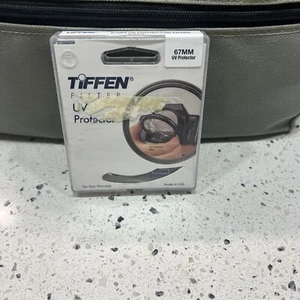 67MM
UV Protector
TIFFEN
FILTER
UV
Protector
Made in USA